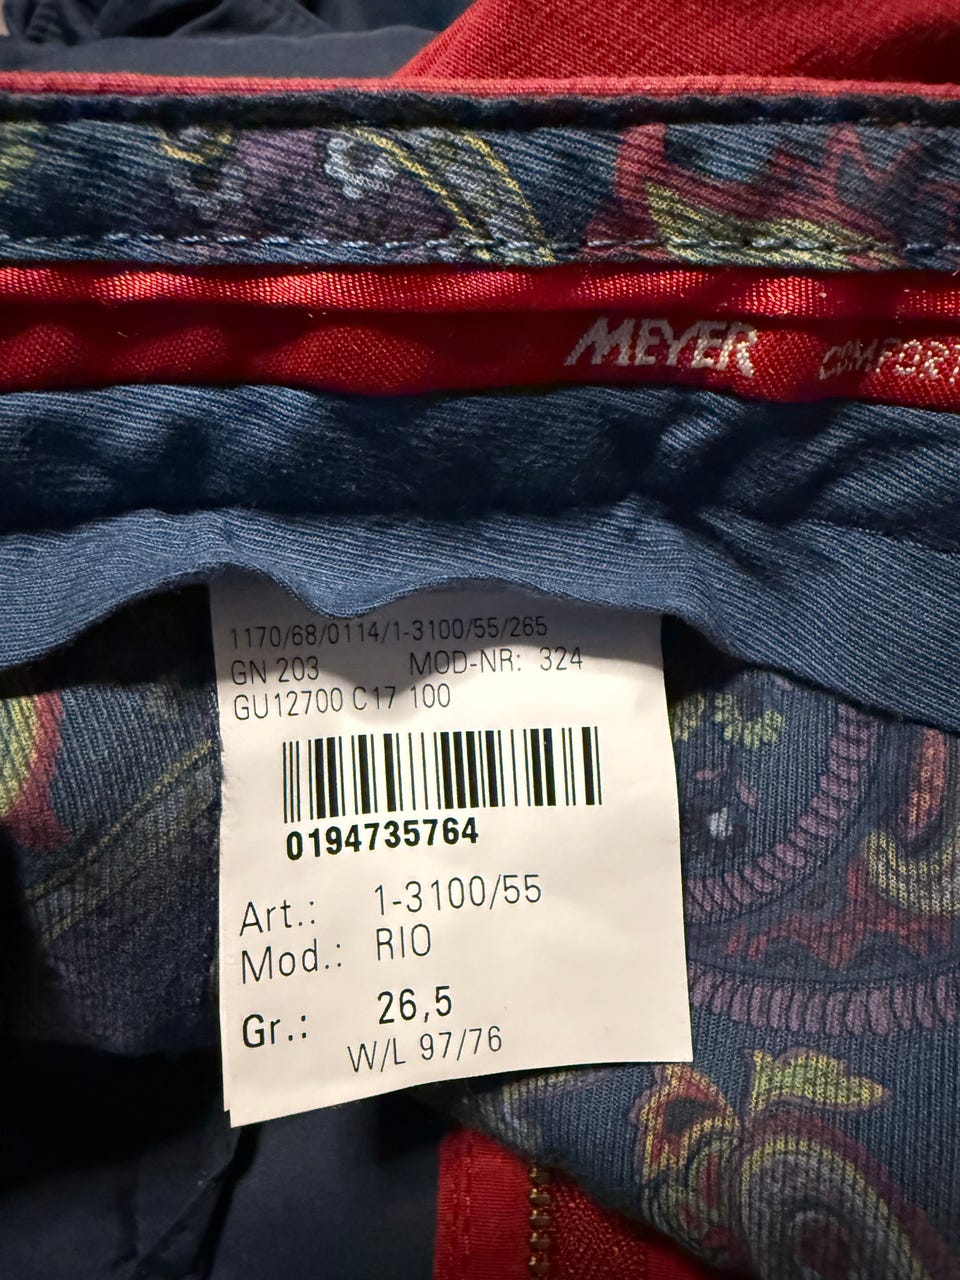 MEYER COMFORT
1170/68/0114/1-3100/55/265
GN 203 MOD-NR: 324
GU12700 C17 100
0194735764
Art.: 1-3100/55
Mod.: RIO
Gr.: 26,5
W/L 97/76